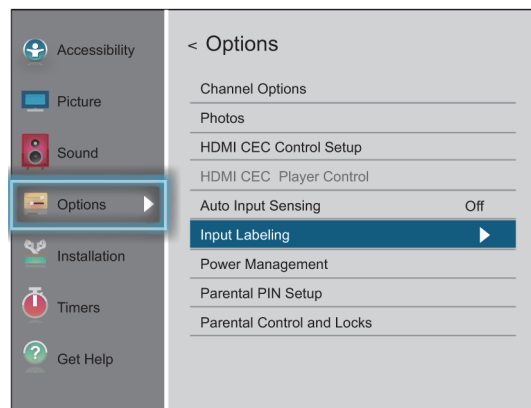 Accessibility
Picture
Sound
Options
Installation
Timers
Get Help
< Options
Channel Options
Photos
HDMI CEC Control Setup
HDMI CEC Player Control
Auto Input Sensing Off
Input Labeling
Power Management
Parental PIN Setup
Parental Control and Locks